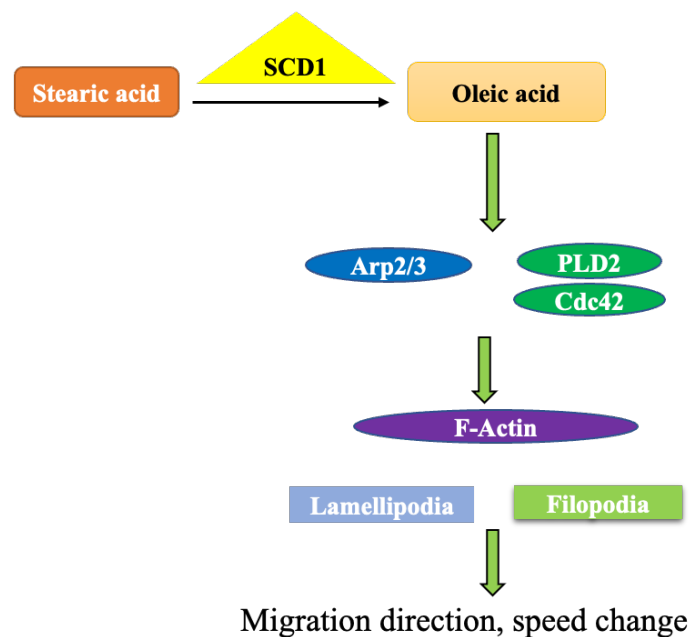 SCD1
Stearic acid
Oleic acid
Arp2/3
PLD2
Cdc42
F-Actin
Lamellipodia
Filopodia
Migration direction, speed change